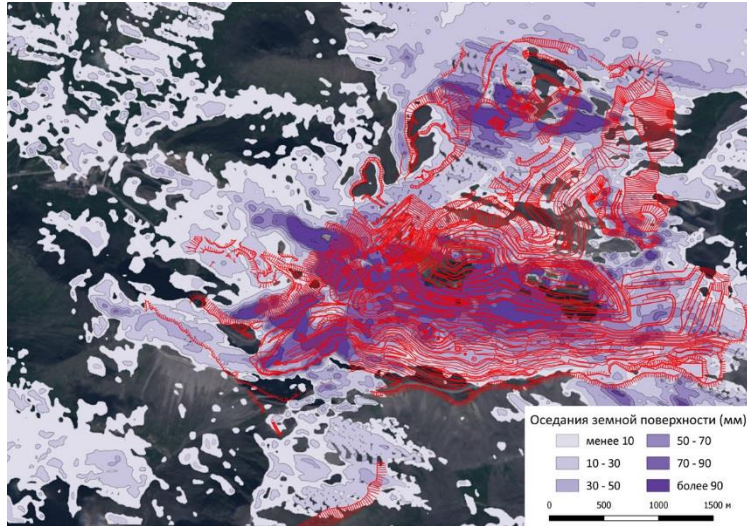 Оседания земной поверхности (мм)
менее 10
50 - 70
10 - 30
70 - 90
30 - 50
более 90
0 500 1000 1500 м